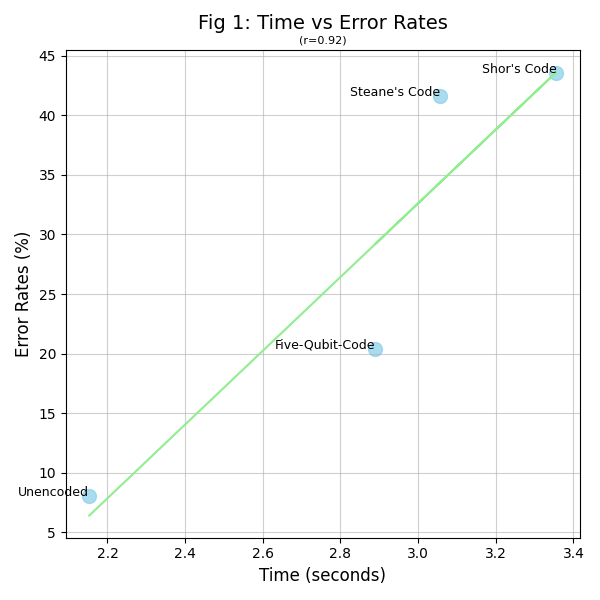 Fig 1: Time vs Error Rates
(r=0.92)
45
Shor's Code
Steane's Code
40
35
30
25
20
Five-Qubit-Code
15
10
Unencoded
5
Error Rates (%)
2.2 2.4 2.6 2.8 3.0 3.2 3.4
Time (seconds)